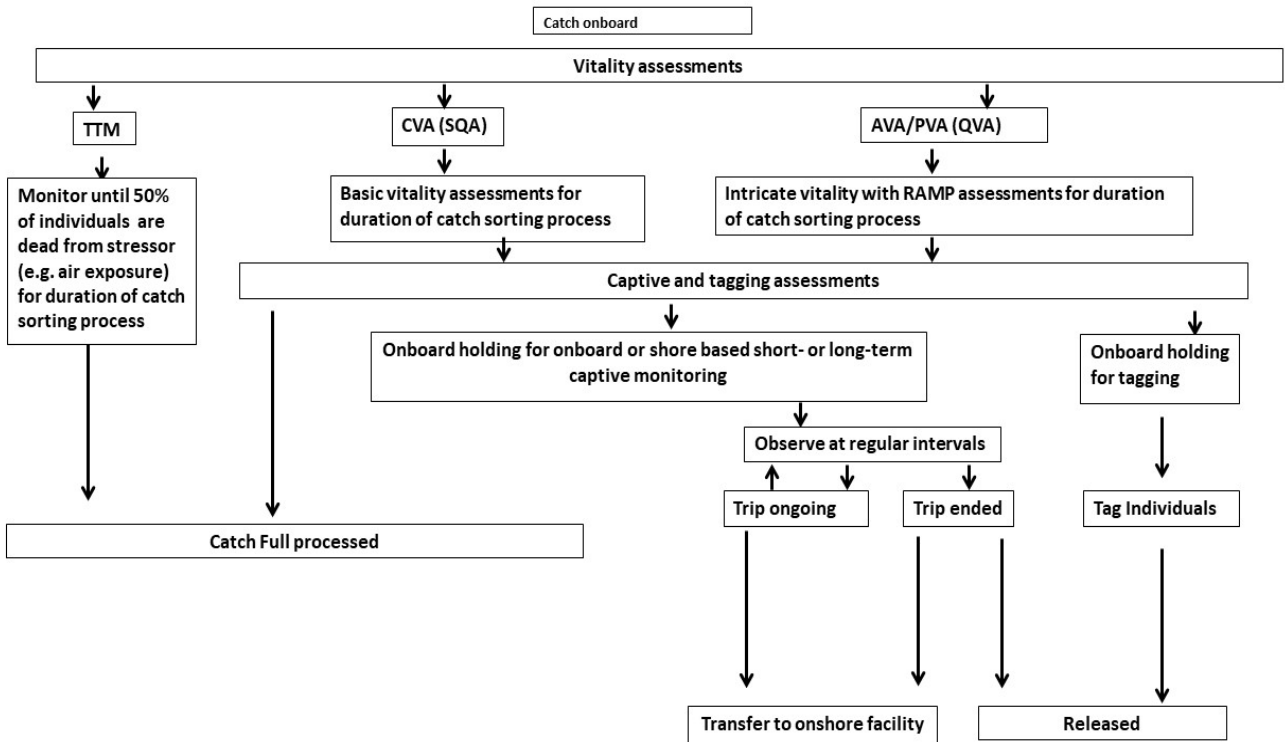 Catch onboard
Vitality assessments
TTM
CVA (SQA)
AVA/PVA (QVA)
Monitor until 50%
of individuals are
dead from stressor
(e.g. air exposure)
for duration of catch
sorting process
Basic vitality assessments for
duration of catch sorting process
Intricate vitality with RAMP assessments for duration
of catch sorting process
Captive and tagging assessments
Onboard holding for onboard or shore based short- or long-term
captive monitoring
Onboard holding
for tagging
Observe at regular intervals
Trip ongoing
Trip ended
Tag Individuals
Catch Full processed
Transfer to onshore facility
Released